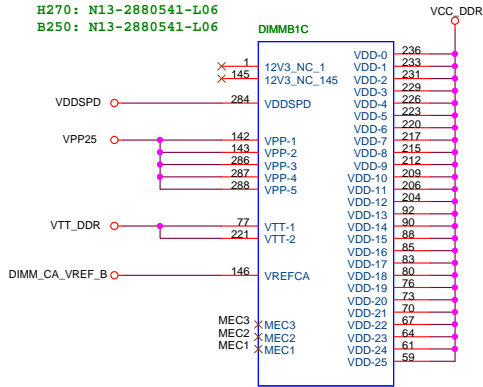 H270: N13-2880541-L06
B250: N13-2880541-L06
VCC_DDR
DIMMB1C
1 12V3_NC_1
145 12V3_NC_145
VDDSPD 284 VDDSPD
VPP25 142 VPP-1
143 VPP-2
286 VPP-3
287 VPP-4
288 VPP-5
VTT_DDR 77 VTT-1
221 VTT-2
DIMM_CA_VREF_B 146 VREFCA
MEC3 MEC3
MEC2 MEC2
MEC1 MEC1
VDD-0 236
VDD-1 233
VDD-2 231
VDD-3 229
VDD-4 226
VDD-5 223
VDD-6 220
VDD-7 217
VDD-8 215
VDD-9 212
VDD-10 209
VDD-11 206
VDD-12 204
VDD-13 92
VDD-14 90
VDD-15 88
VDD-16 85
VDD-17 83
VDD-18 80
VDD-19 76
VDD-20 73
VDD-21 70
VDD-22 67
VDD-23 64
VDD-24 61
VDD-25 59